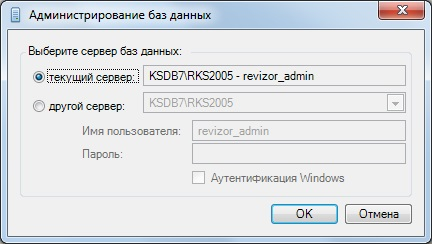 Администрирование баз данных
Выберите сервер баз данных:
текущий сервер: KSDB7\RKS2005 - revizor_admin
другой сервер: KSDB7\RKS2005
Имя пользователя: revizor_admin
Пароль:
Аутентификация Windows
OK Отмена